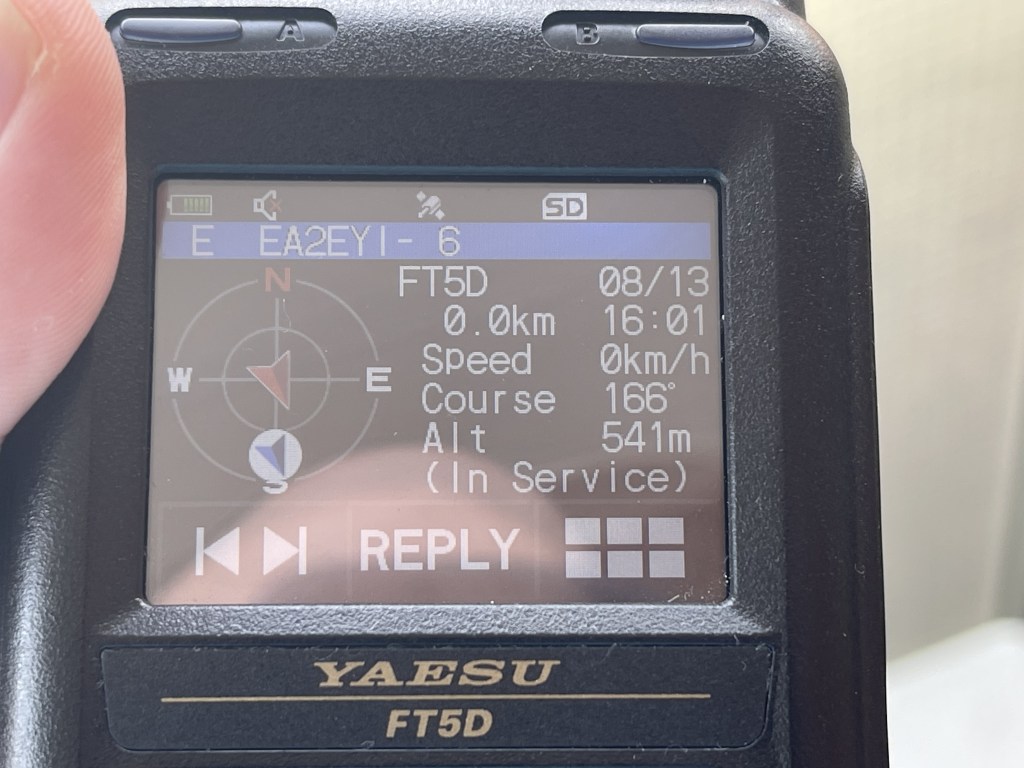 A B
SD
E EA2EYI- 6
N
W E
S
FT5D 08/13
0.0km 16:01
Speed 0km/h
Course 166°
Alt 541m
(In Service)
REPLY
YAESU
FT5D